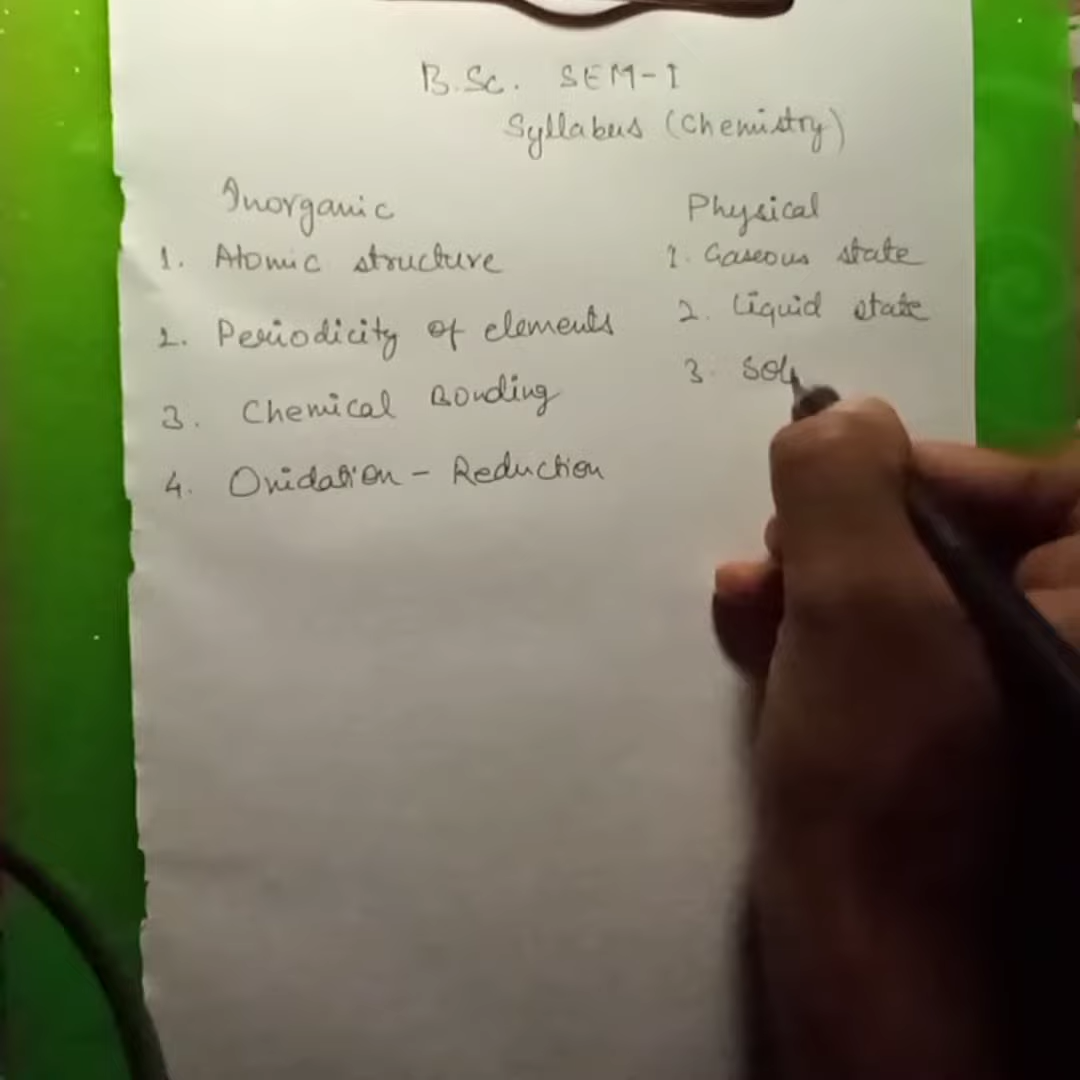 B.Sc. SEM-I
Syllabus (Chemistry)
Inorganic
1. Atomic structure
2. Periodicity of elements
3. Chemical Bonding
4. Oxidation - Reduction
Physical
1. Gaseous state
2. Liquid state
3. Sol